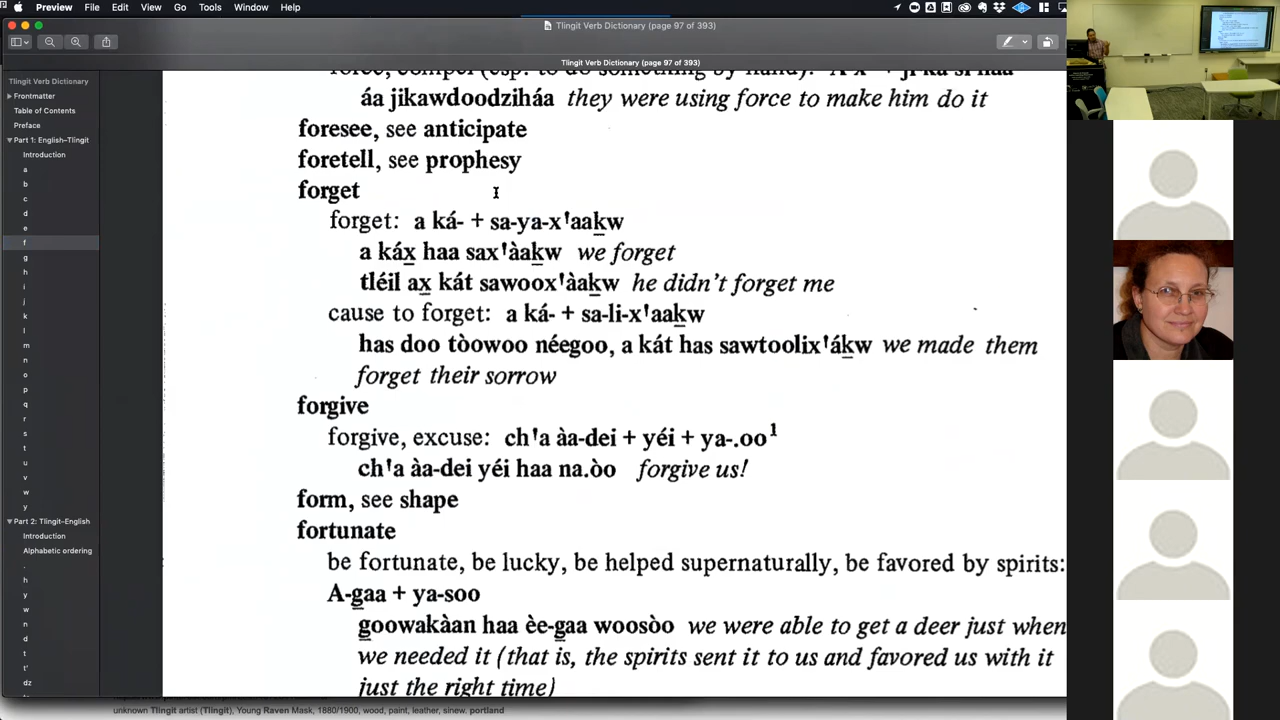 Preview File Edit View Go Tools Window Help
Tlingit Verb Dictionary (page 97 of 393)
Tlingit Verb Dictionary (page 97 of 393)
Tlingit Verb Dictionary
Frontmatter
Table of Contents
Preface
Part 1: English–Tlingit
Introduction
a
b
c
d
e
f
g
h
i
j
k
l
m
n
o
p
q
r
s
t
u
v
w
y
Part 2: Tlingit–English
Introduction
Alphabetic ordering
.
h
y
w
n
d
t
t'
dz
áa jikawdoodziháa they were using force to make him do it
foresee, see anticipate
foretell, see prophesy
forget
forget: a ká- + sa-ya-x'aaḵw
a káx̱ haa sax'àaḵw we forget
tléil ax̱ kát sawoox'àaḵw he didn't forget me
cause to forget: a ká- + sa-li-x'aaḵw
has doo tòowoo néegoo, a kát has sawtoolix'áḵw we made them
forget their sorrow
forgive
forgive, excuse: ch'a àa-dei + yéi + ya-.oo¹
ch'a àa-dei yéi haa na.òo forgive us!
form, see shape
fortunate
be fortunate, be lucky, be helped supernaturally, be favored by spirits:
A-g̱aa + ya-soo
g̱oowakàan haa èe-g̱aa woosòo we were able to get a deer just when
we needed it (that is, the spirits sent it to us and favored us with it
just the right time)
unknown Tlingit artist (Tlingit), Young Raven Mask, 1880/1900, wood, paint, leather, sinew. portland